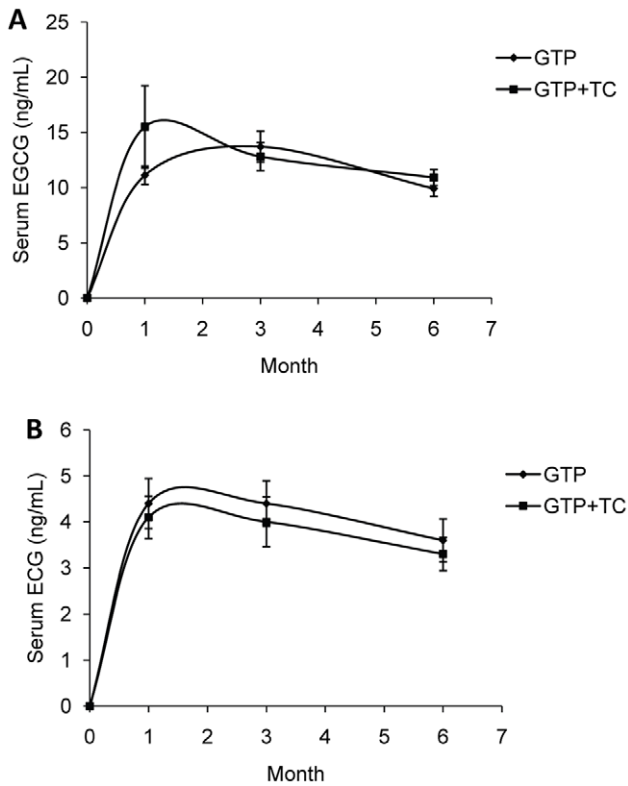 A
Serum EGCG (ng/mL)
25
20
15
10
5
0
0 1 2 3 4 5 6 7
Month
GTP
GTP+TC
B
Serum ECG (ng/mL)
6
5
4
3
2
1
0
0 1 2 3 4 5 6 7
Month
GTP
GTP+TC